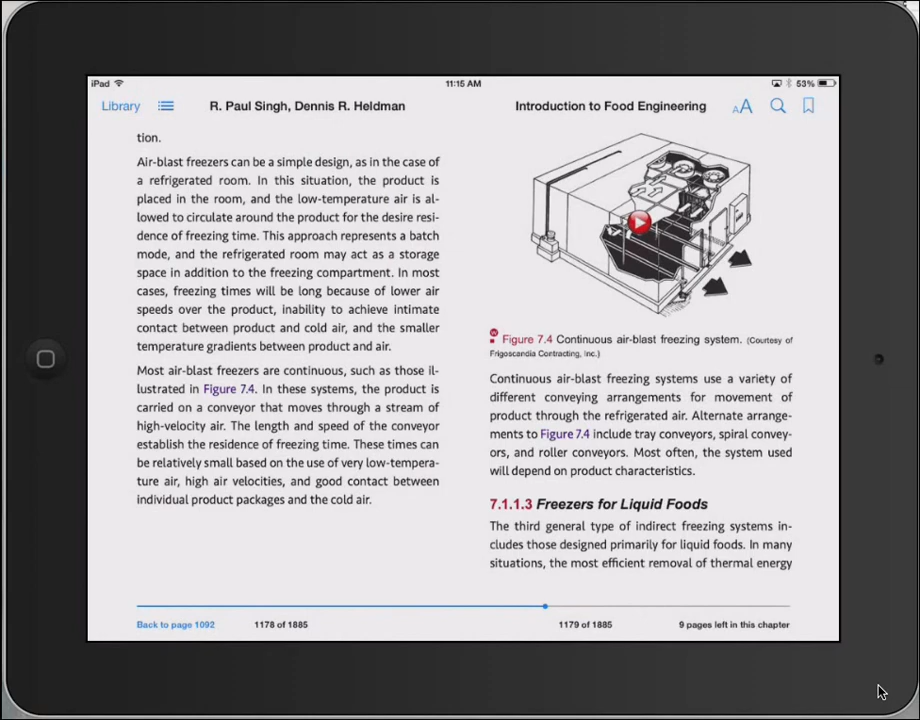 iPad
11:15 AM
53%
Library
R. Paul Singh, Dennis R. Heldman
Introduction to Food Engineering
AA
tion.
Air-blast freezers can be a simple design, as in the case of
a refrigerated room. In this situation, the product is
placed in the room, and the low-temperature air is al-
lowed to circulate around the product for the desire resi-
dence of freezing time. This approach represents a batch
mode, and the refrigerated room may act as a storage
space in addition to the freezing compartment. In most
cases, freezing times will be long because of lower air
speeds over the product, inability to achieve intimate
contact between product and cold air, and the smaller
temperature gradients between product and air.
Most air-blast freezers are continuous, such as those il-
lustrated in Figure 7.4. In these systems, the product is
carried on a conveyor that moves through a stream of
high-velocity air. The length and speed of the conveyor
establish the residence of freezing time. These times can
be relatively small based on the use of very low-tempera-
ture air, high air velocities, and good contact between
individual product packages and the cold air.
Figure 7.4 Continuous air-blast freezing system. (Courtesy of
Frigoscandia Contracting, Inc.)
Continuous air-blast freezing systems use a variety of
different conveying arrangements for movement of
product through the refrigerated air. Alternate arrange-
ments to Figure 7.4 include tray conveyors, spiral convey-
ors, and roller conveyors. Most often, the system used
will depend on product characteristics.
7.1.1.3 Freezers for Liquid Foods
The third general type of indirect freezing systems in-
cludes those designed primarily for liquid foods. In many
situations, the most efficient removal of thermal energy
Back to page 1092
1178 of 1885
1179 of 1885
9 pages left in this chapter